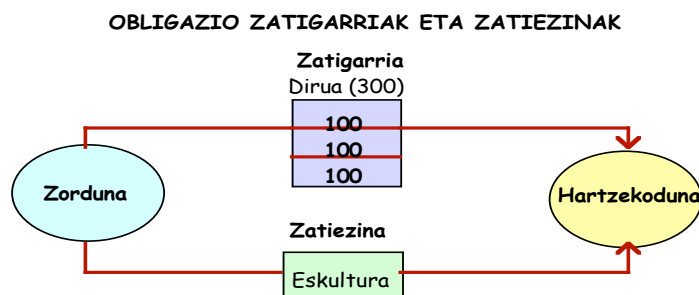 OBLIGAZIO ZATIGARRIAK ETA ZATIEZINAK
Zatigarria
Dirua (300)
100
100
100
Zorduna
Hartzekoduna
Zatiezina
Eskultura